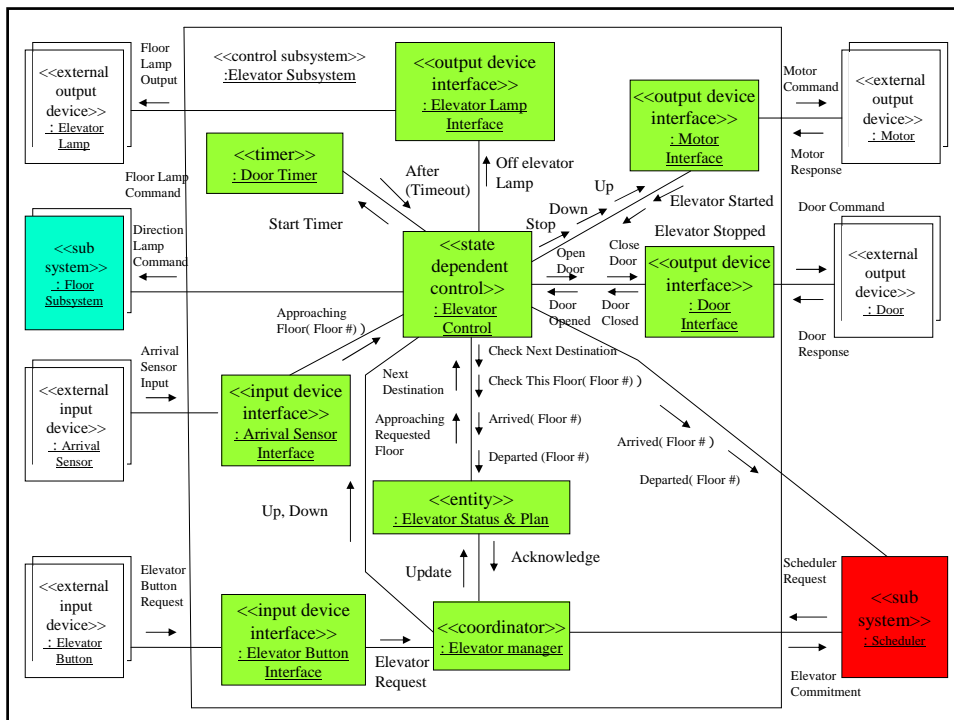 <<external
output
device>>
: Elevator
Lamp
Floor
Lamp
Output
<<control subsystem>>
: Elevator Subsystem
<<output device
interface>>
: Elevator Lamp
Interface
<<output device
interface>>
: Motor
Interface
Motor
Command
Motor
Response
<<external
output
device>>
: Motor
<<timer>>
: Door Timer
After
(Timeout)
Start Timer
Off elevator
Lamp
Stop
Down
Up
Elevator Started
Elevator Stopped
Floor Lamp
Command
Direction
Lamp
Command
<<sub
system>>
: Floor
Subsystem
<<state
dependent
control>>
: Elevator
Control
Open
Door
Close
Door
Door
Opened
Door
Closed
<<output device
interface>>
: Door
Interface
Door Command
Door
Response
<<external
output
device>>
: Door
Approaching
Floor( Floor #)
Arrival
Sensor
Input
<<external
input
device>>
: Arrival
Sensor
<<input device
interface>>
: Arrival Sensor
Interface
Next
Destination
Approaching
Requested
Floor
Check Next Destination
Check This Floor( Floor #)
Arrived( Floor #)
Departed (Floor #)
Arrived( Floor #)
Departed( Floor #)
Up, Down
<<entity>>
: Elevator Status & Plan
Update
Acknowledge
<<external
input
device>>
: Elevator
Button
Elevator
Button
Request
<<input device
interface>>
: Elevator Button
Interface
Elevator
Request
<<coordinator>>
: Elevator manager
Scheduler
Request
Elevator
Commitment
<<sub
system>>
: Scheduler